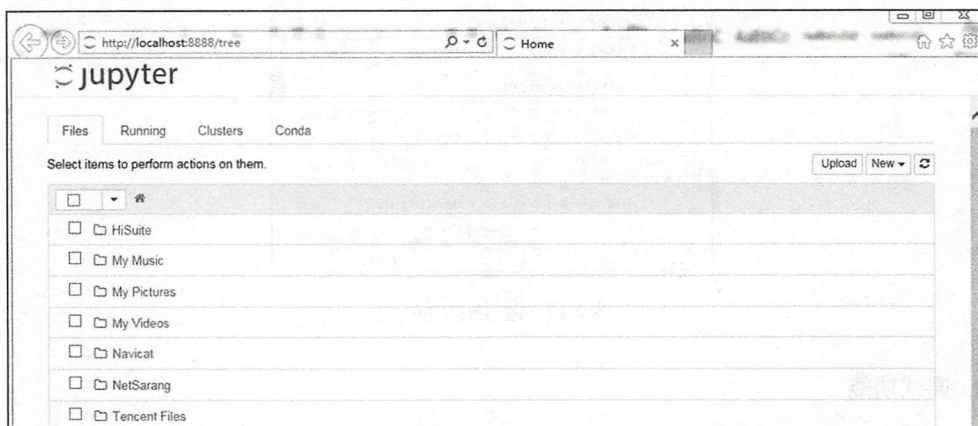 http://localhost:8888/tree
Home
jupyter
Files Running Clusters Conda
Select items to perform actions on them.
Upload New
HiSuite
My Music
My Pictures
My Videos
Navicat
NetSarang
Tencent Files